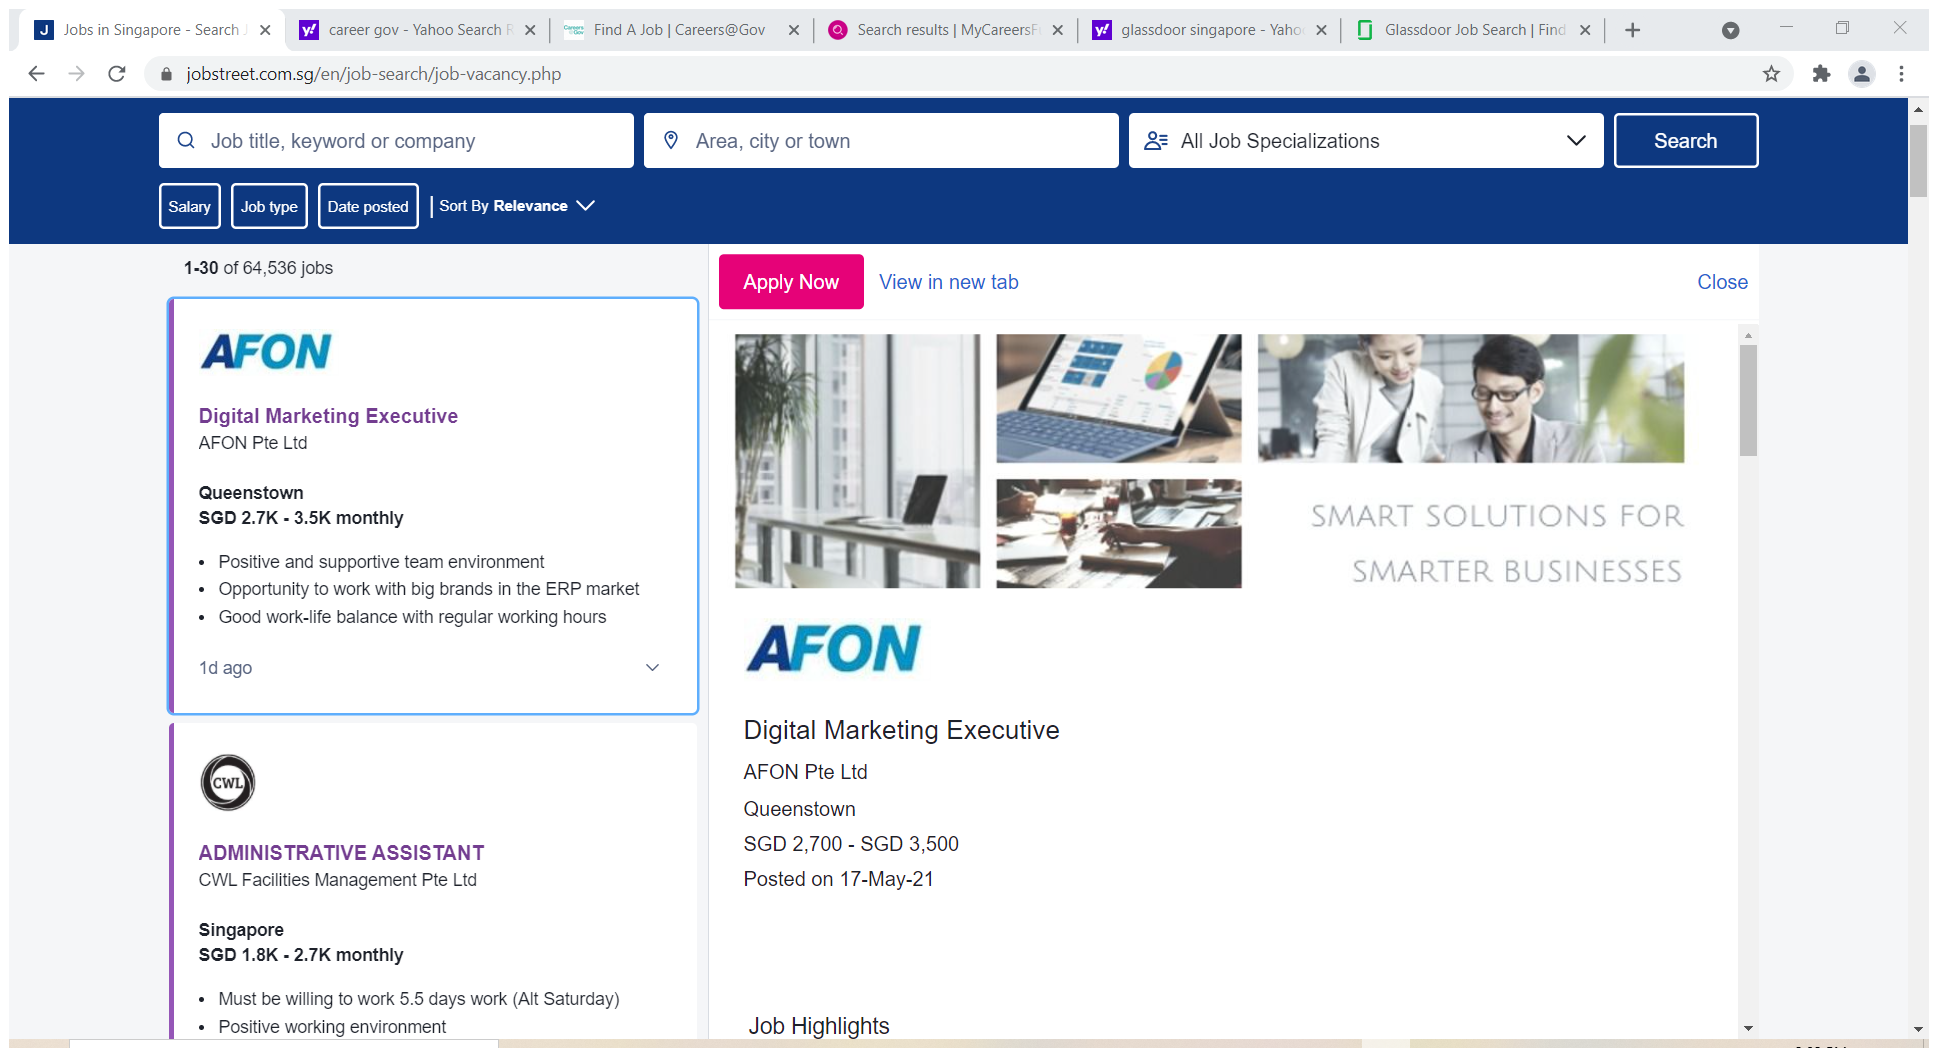 Jobs in Singapore - Search J
career gov - Yahoo Search R
Find A Job | Careers@Gov
Search results | MyCareersF
glassdoor singapore - Yaho
Glassdoor Job Search | Find
jobstreet.com.sg/en/job-search/job-vacancy.php
Job title, keyword or company
Area, city or town
All Job Specializations
Search
Salary
Job type
Date posted
Sort By Relevance
1-30 of 64,536 jobs
AFON
Digital Marketing Executive
AFON Pte Ltd
Queenstown
SGD 2.7K - 3.5K monthly
• Positive and supportive team environment
• Opportunity to work with big brands in the ERP market
• Good work-life balance with regular working hours
1d ago
CWL
ADMINISTRATIVE ASSISTANT
CWL Facilities Management Pte Ltd
Singapore
SGD 1.8K - 2.7K monthly
• Must be willing to work 5.5 days work (Alt Saturday)
• Positive working environment
Apply Now
View in new tab
Close
SMART SOLUTIONS FOR
SMARTER BUSINESSES
AFON
Digital Marketing Executive
AFON Pte Ltd
Queenstown
SGD 2,700 - SGD 3,500
Posted on 17-May-21
Job Highlights